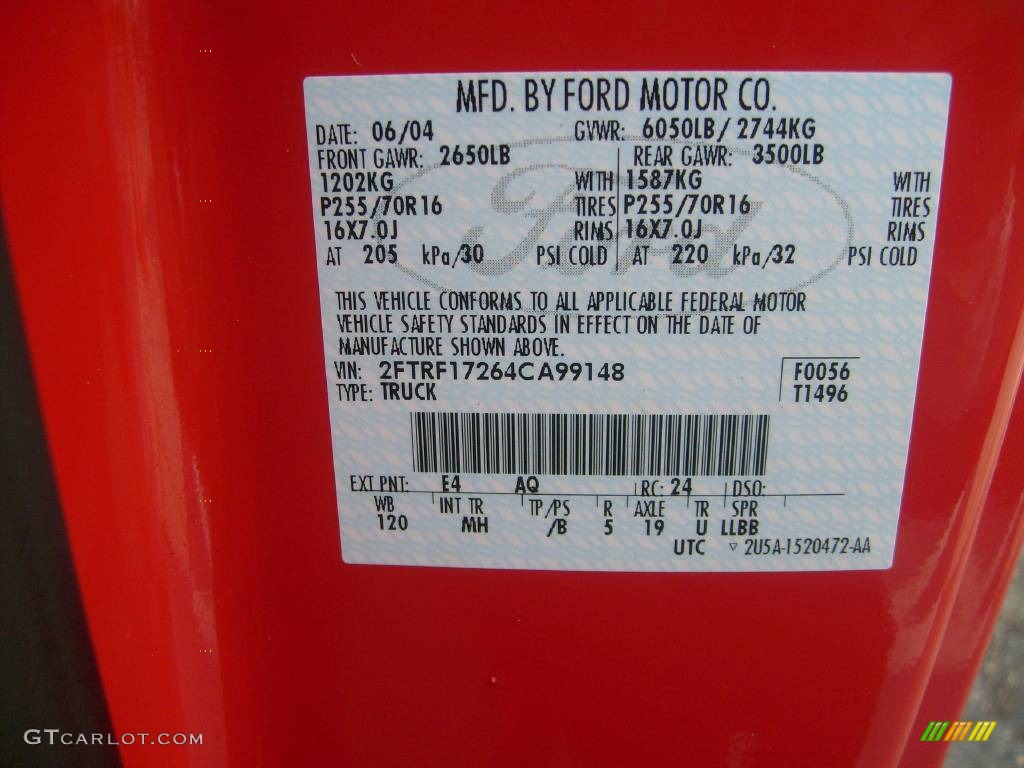 MFD. BY FORD MOTOR CO.
DATE: 06/04 GVWR: 6050LB/ 2744KG
FRONT GAWR: 2650LB REAR GAWR: 3500LB
1202KG WITH 1587KG WITH
P255/70R16 TIRES P255/70R16 TIRES
16X7.0J RIMS 16X7.0J RIMS
AT 205 kPa/30 PSI COLD AT 220 kPa/32 PSI COLD
Ford
THIS VEHICLE CONFORMS TO ALL APPLICABLE FEDERAL MOTOR
VEHICLE SAFETY STANDARDS IN EFFECT ON THE DATE OF
MANUFACTURE SHOWN ABOVE.
VIN: 2FTRF17264CA99148 F0056
TYPE: TRUCK T1496
EXT PNT: E4 AQ RC: 24 DSO:
WB INT TR TP/PS R AXLE TR SPR
120 MH /B 5 19 U LLBB
UTC ▽ 2U5A-1520472-AA
GTCARLOT.COM